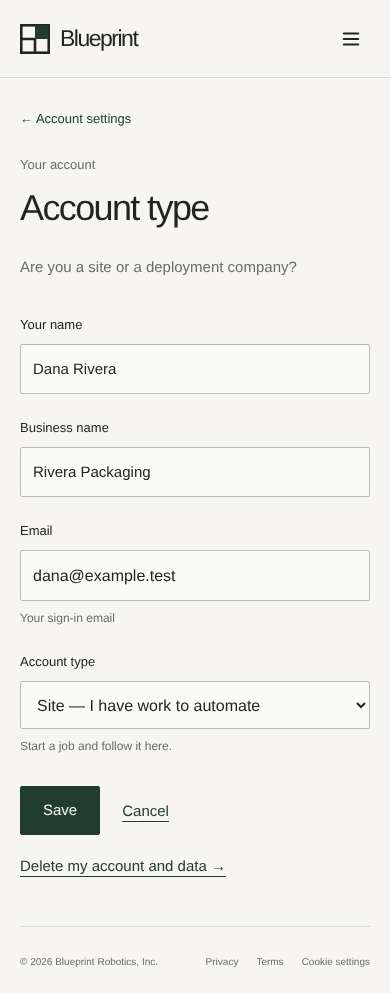 Blueprint
← Account settings
Your account
Account type
Are you a site or a deployment company?
Your name
Dana Rivera
Business name
Rivera Packaging
Email
dana@example.test
Your sign-in email
Account type
Site — I have work to automate
Start a job and follow it here.
Save Cancel
Delete my account and data →
© 2026 Blueprint Robotics, Inc. Privacy Terms Cookie settings